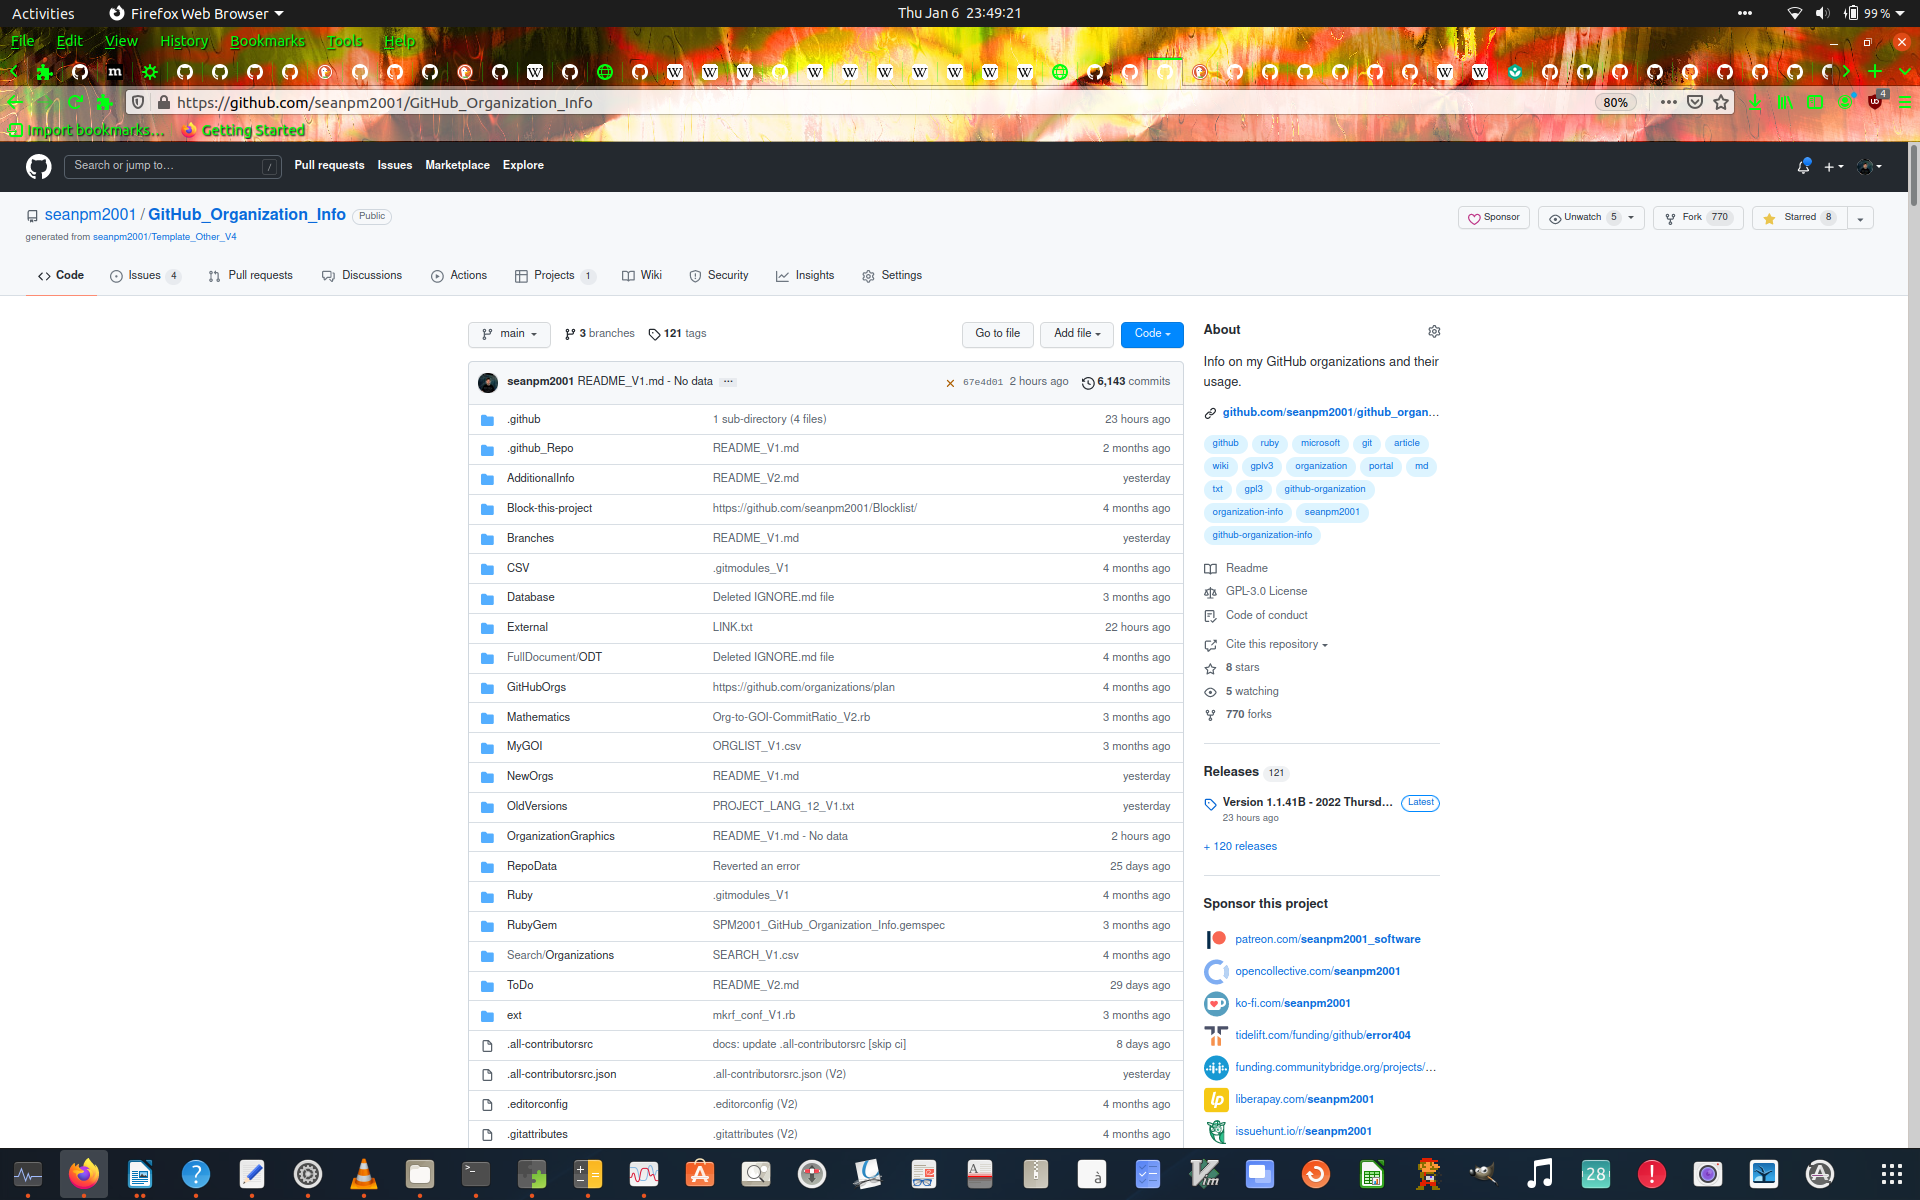 Activities Firefox Web Browser Thu Jan 6 23:49:21 99 %
File Edit View History Bookmarks Tools Help
https://github.com/seanpm2001/GitHub_Organization_Info 80% 4
Import bookmarks... Getting Started
Search or jump to... / Pull requests Issues Marketplace Explore
seanpm2001 / GitHub_Organization_Info Public
Sponsor Unwatch 5 Fork 770 Starred 8
generated from seanpm2001/Template_Other_V4
Code Issues 4 Pull requests Discussions Actions Projects 1 Wiki Security Insights Settings
main 3 branches 121 tags Go to file Add file Code
seanpm2001 README_V1.md - No data ... 67e4d01 2 hours ago 6,143 commits
.github 1 sub-directory (4 files) 23 hours ago
.github_Repo README_V1.md 2 months ago
AdditionalInfo README_V2.md yesterday
Block-this-project https://github.com/seanpm2001/Blocklist/ 4 months ago
Branches README_V1.md yesterday
CSV .gitmodules_V1 4 months ago
Database Deleted IGNORE.md file 3 months ago
External LINK.txt 22 hours ago
FullDocument/ODT Deleted IGNORE.md file 4 months ago
GitHubOrgs https://github.com/organizations/plan 4 months ago
Mathematics Org-to-GOI-CommitRatio_V2.rb 3 months ago
MyGOI ORGLIST_V1.csv 3 months ago
NewOrgs README_V1.md yesterday
OldVersions PROJECT_LANG_12_V1.txt yesterday
OrganizationGraphics README_V1.md - No data 2 hours ago
RepoData Reverted an error 25 days ago
Ruby .gitmodules_V1 4 months ago
RubyGem SPM2001_GitHub_Organization_Info.gemspec 3 months ago
Search/Organizations SEARCH_V1.csv 4 months ago
ToDo README_V2.md 29 days ago
ext mkrf_conf_V1.rb 3 months ago
.all-contributorsrc docs: update .all-contributorsrc [skip ci] 8 days ago
.all-contributorsrc.json .all-contributorsrc.json (V2) yesterday
.editorconfig .editorconfig (V2) 4 months ago
.gitattributes .gitattributes (V2) 4 months ago
About
Info on my GitHub organizations and their
usage.
github.com/seanpm2001/github_organ...
github ruby microsoft git article
wiki gplv3 organization portal md
txt gpl3 github-organization
organization-info seanpm2001
github-organization-info
Readme
GPL-3.0 License
Code of conduct
Cite this repository
8 stars
5 watching
770 forks
Releases 121
Version 1.1.41B - 2022 Thursd... Latest
23 hours ago
+ 120 releases
Sponsor this project
patreon.com/seanpm2001_software
opencollective.com/seanpm2001
ko-fi.com/seanpm2001
tidelift.com/funding/github/error404
funding.communitybridge.org/projects/...
liberapay.com/seanpm2001
issuehunt.io/r/seanpm2001
28